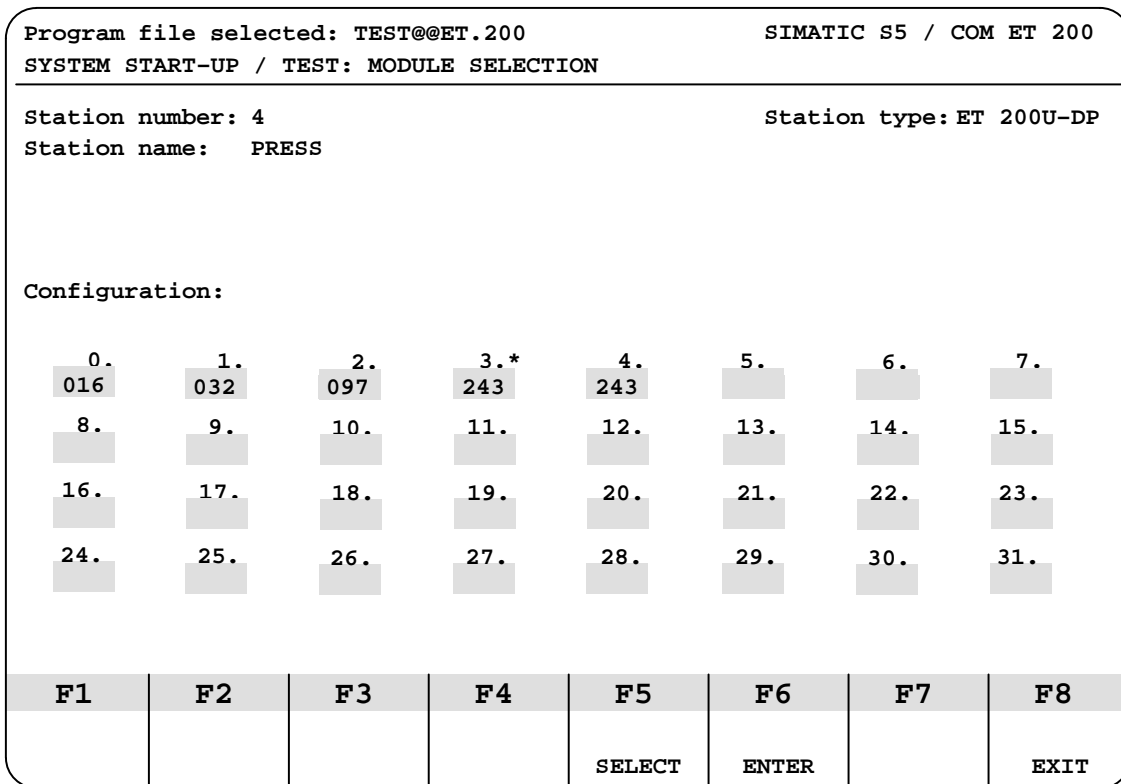 Program file selected: TEST@@ET.200 SIMATIC S5 / COM ET 200
SYSTEM START-UP / TEST: MODULE SELECTION
Station number: 4 Station type: ET 200U-DP
Station name: PRESS
Configuration:
0. 1. 2. 3.* 4. 5. 6. 7.
016 032 097 243 243
8. 9. 10. 11. 12. 13. 14. 15.
16. 17. 18. 19. 20. 21. 22. 23.
24. 25. 26. 27. 28. 29. 30. 31.
F1 F2 F3 F4 F5 F6 F7 F8
SELECT ENTER EXIT